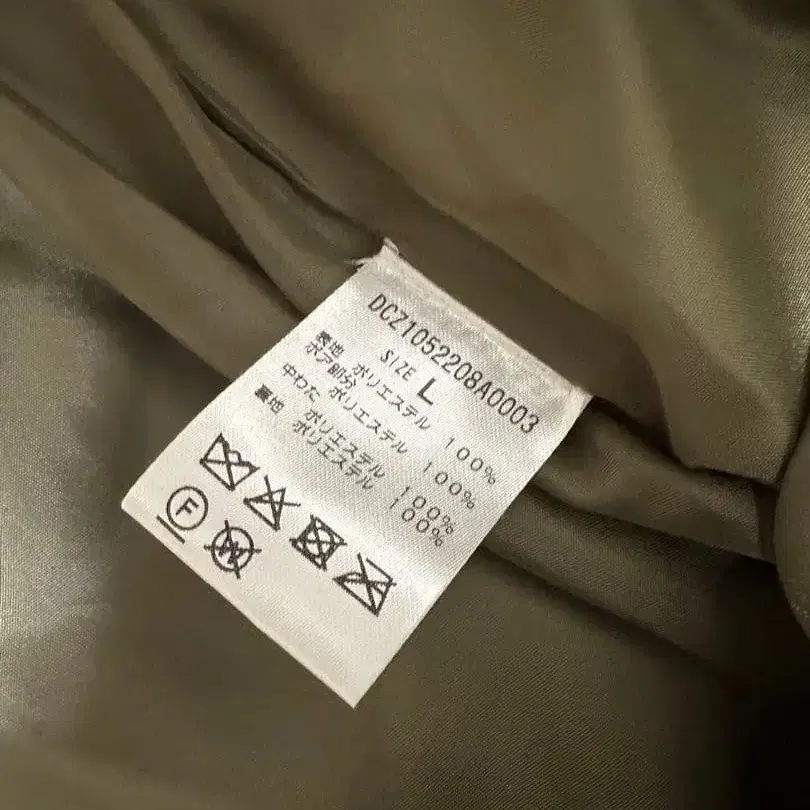 DCZ1052208A0003
SIZE L
表地 ポリエステル 100%
ボア部分 ポリエステル 100%
中わた ポリエステル 100%
裏地 ポリエステル 100%
F
W